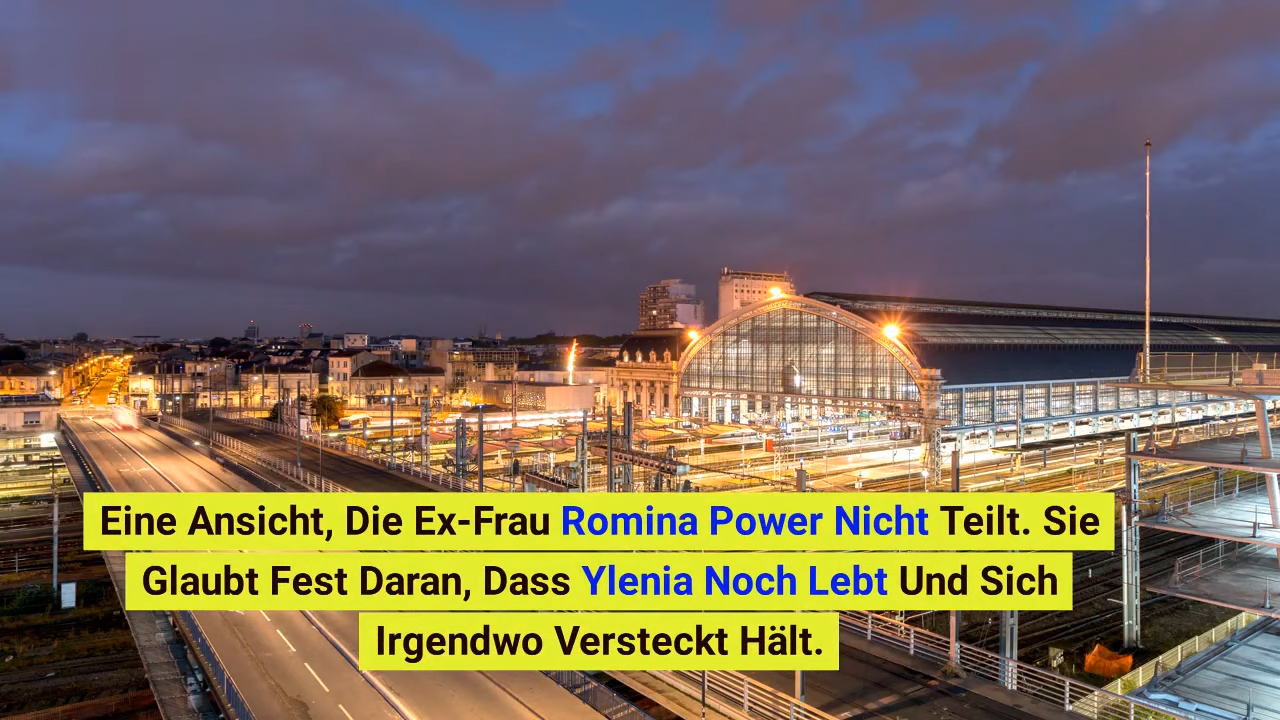 Eine Ansicht, Die Ex-Frau Romina Power Nicht Teilt. Sie
Glaubt Fest Daran, Dass Ylenia Noch Lebt Und Sich
Irgendwo Versteckt Hält.